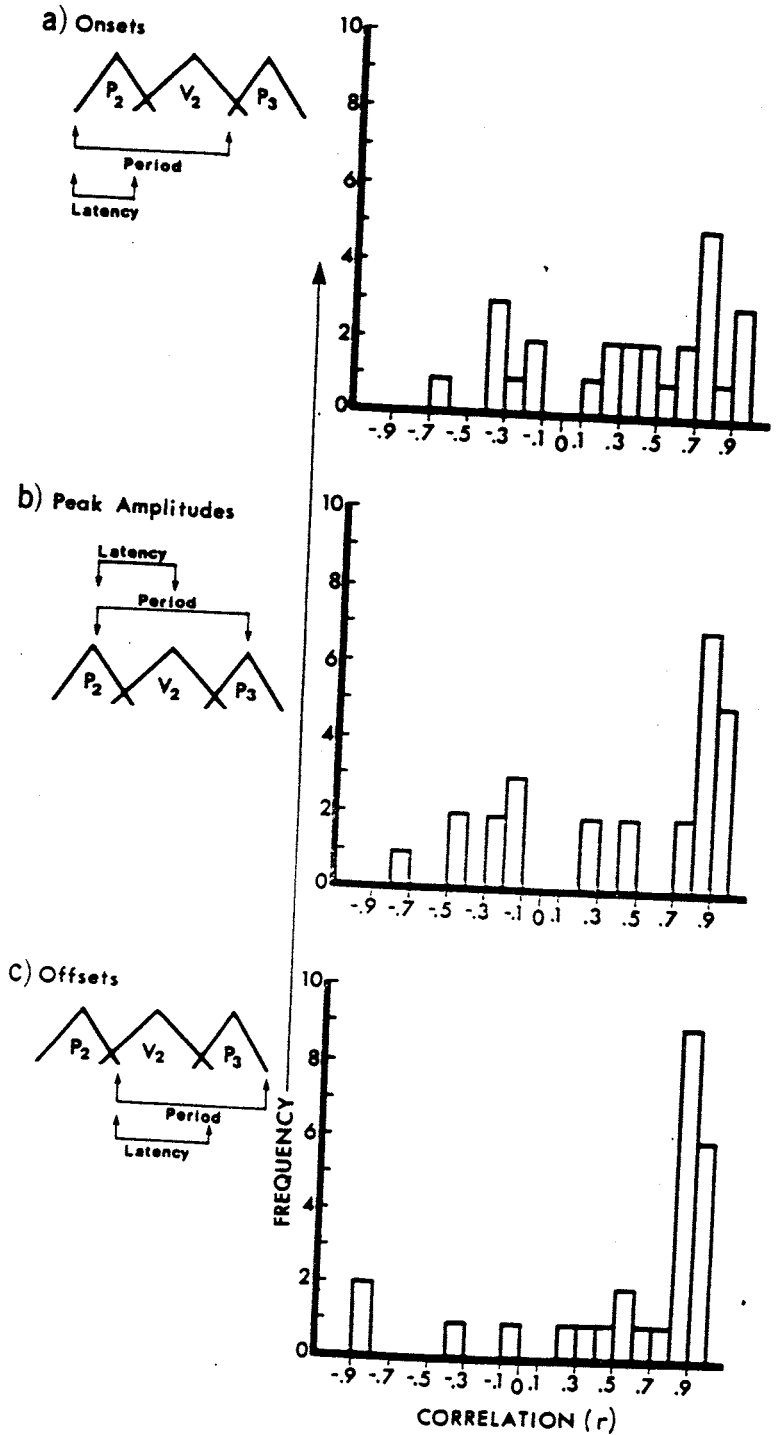 a) Onsets
P2 V2 P3
Period
Latency
10
8
6
4
2
0
-.9 -.7 -.5 -.3 -.1 0 .1 .3 .5 .7 .9
b) Peak Amplitudes
Latency
Period
P2 V2 P3
10
8
6
4
2
0
-.9 -.7 -.5 -.3 -.1 0 .1 .3 .5 .7 .9
c) Offsets
P2 V2 P3
Period
Latency
10
8
6
4
2
0
-.9 -.7 -.5 -.3 -.1 0 .1 .3 .5 .7 .9
FREQUENCY
CORRELATION (r)